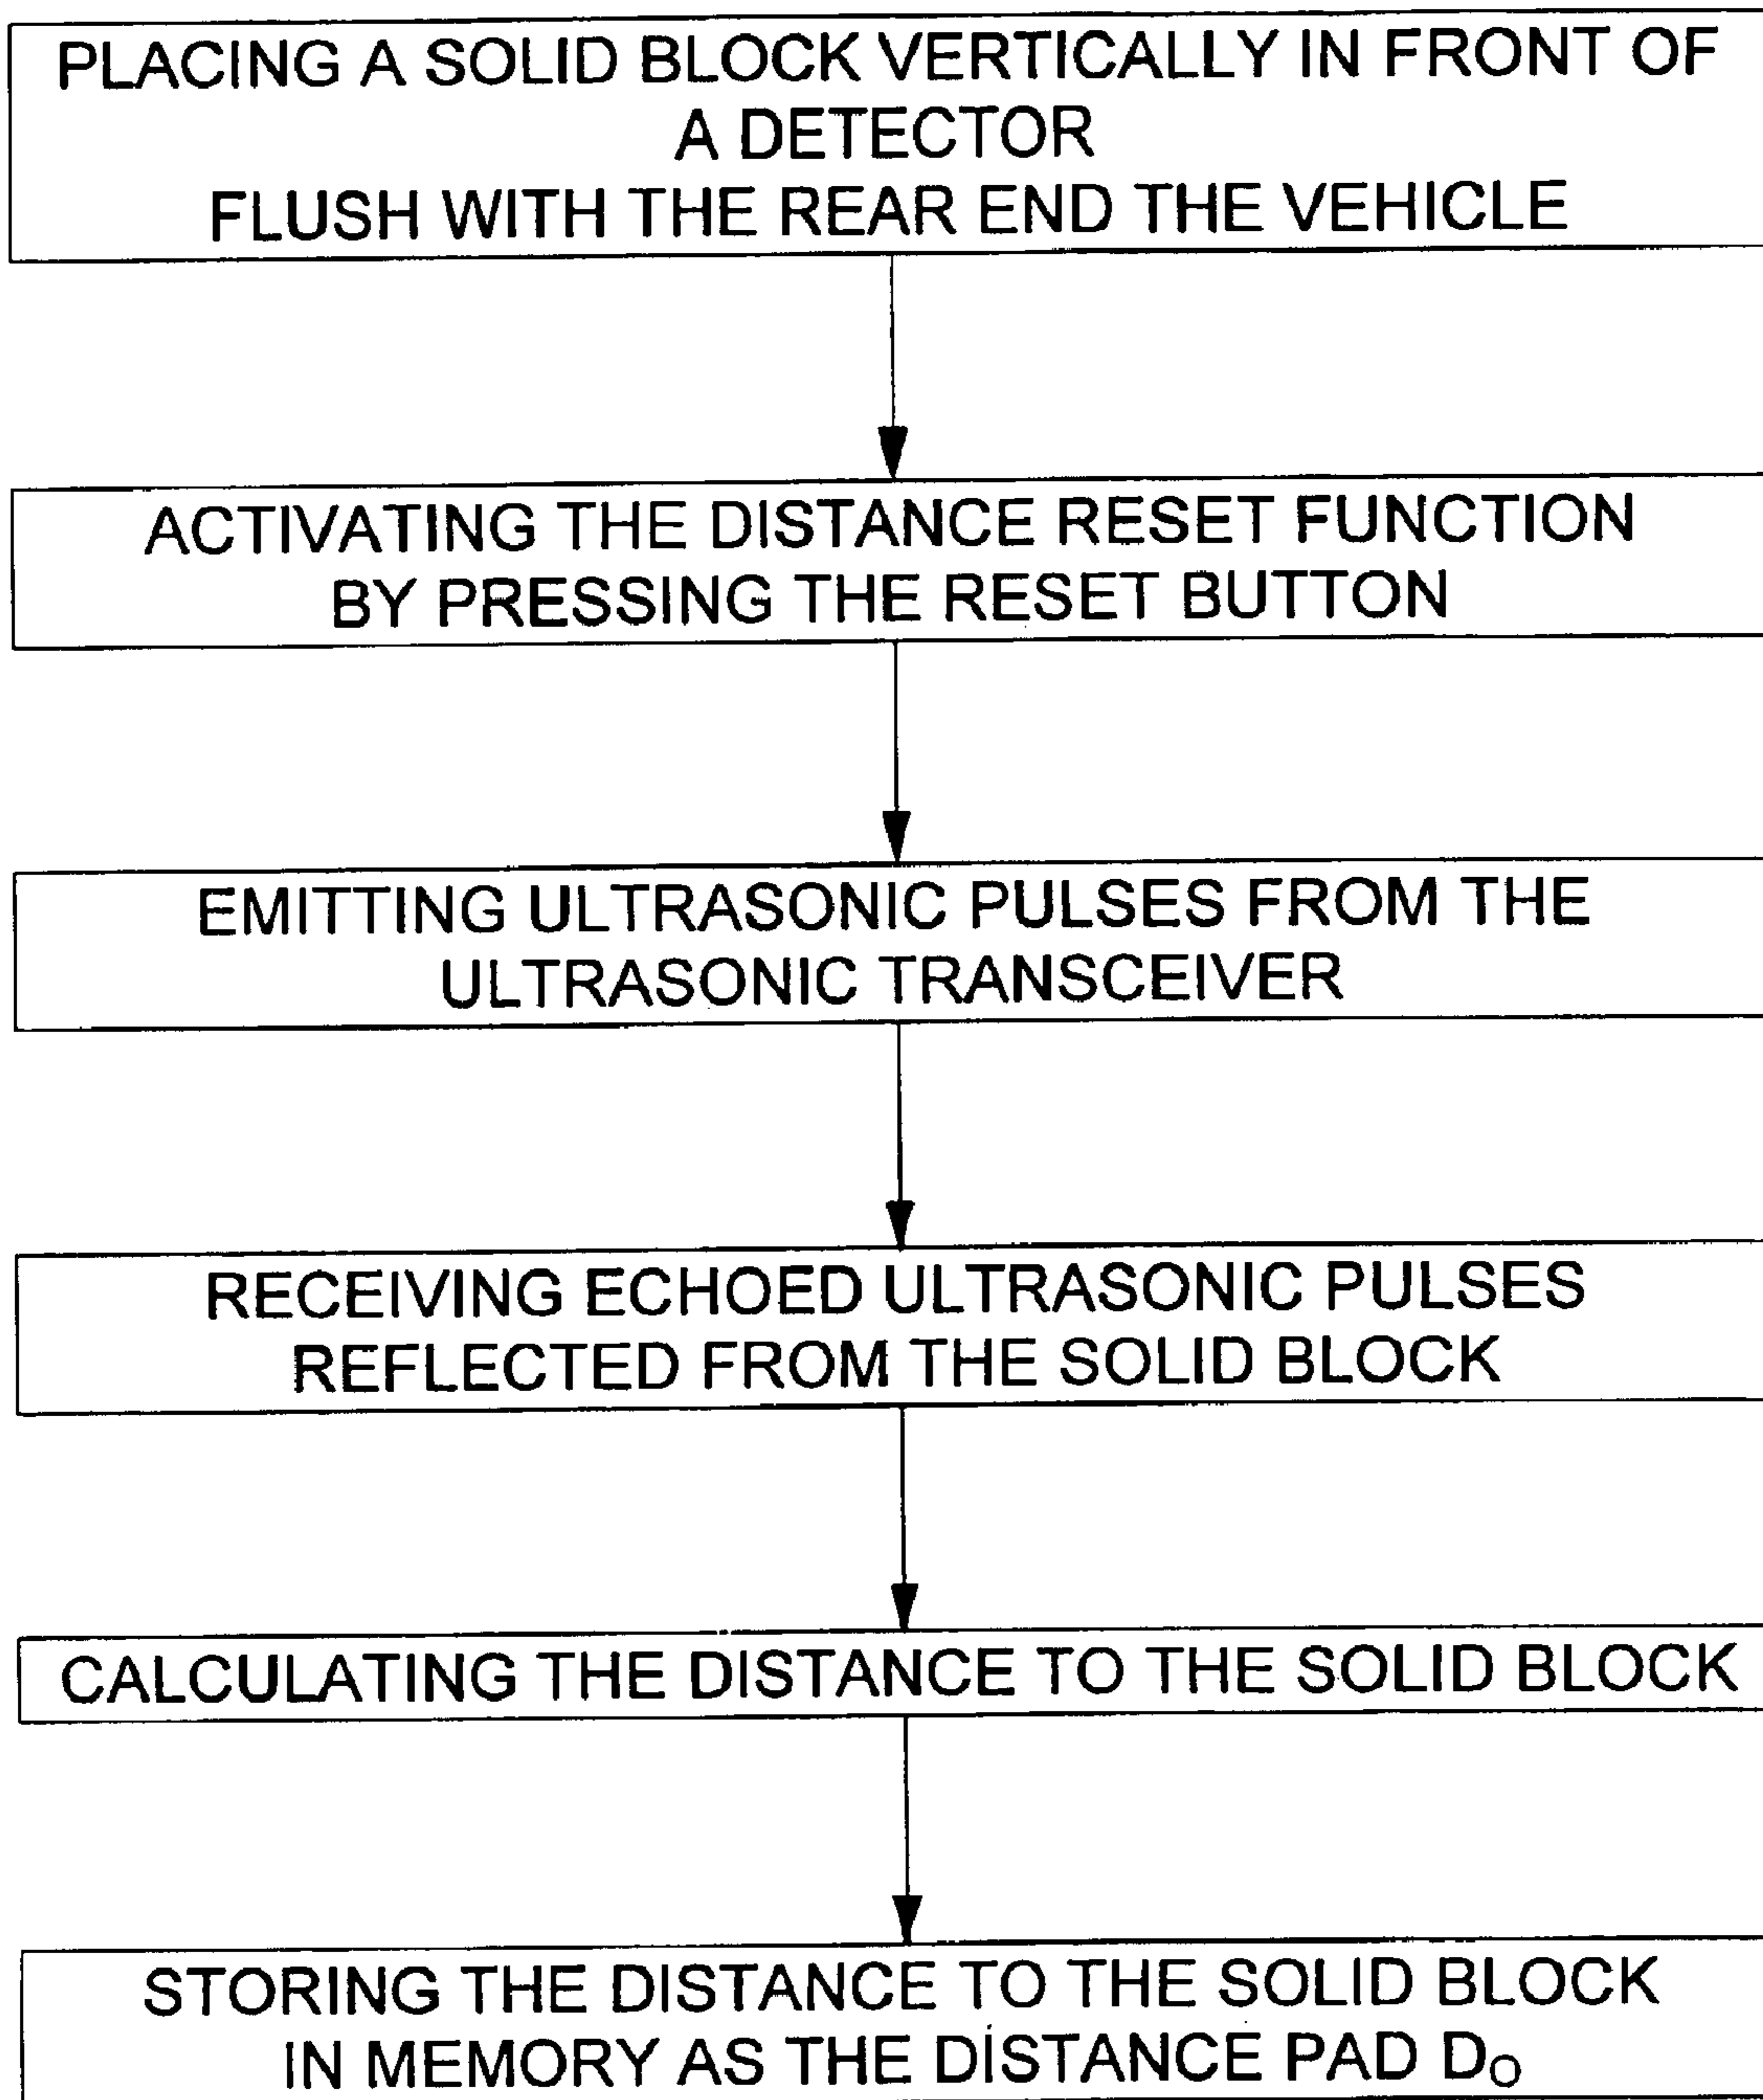 PLACING A SOLID BLOCK VERTICALLY IN FRONT OF
A DETECTOR
FLUSH WITH THE REAR END THE VEHICLE
ACTIVATING THE DISTANCE RESET FUNCTION
BY PRESSING THE RESET BUTTON
EMITTING ULTRASONIC PULSES FROM THE
ULTRASONIC TRANSCEIVER
RECEIVING ECHOED ULTRASONIC PULSES
REFLECTED FROM THE SOLID BLOCK
CALCULATING THE DISTANCE TO THE SOLID BLOCK
STORING THE DISTANCE TO THE SOLID BLOCK
IN MEMORY AS THE DISTANCE PAD DO